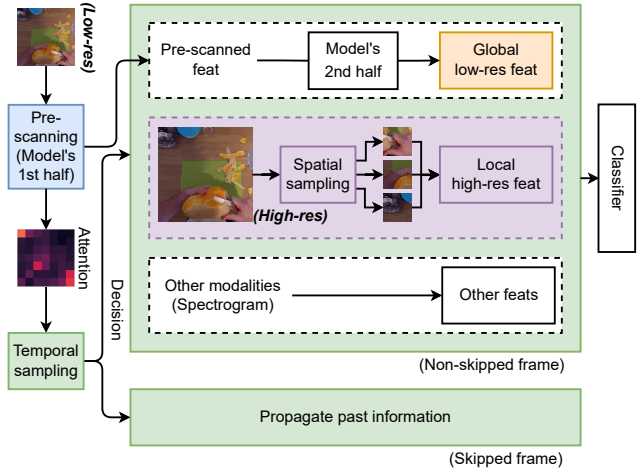 (Low-res)
Pre-
scanning
(Model's
1st half)
Attention
Temporal
sampling
Decision
Pre-scanned
feat
Model's
2nd half
Global
low-res feat
Spatial
sampling
(High-res)
Local
high-res feat
Other modalities
(Spectrogram)
Other feats
(Non-skipped frame)
Propagate past information
(Skipped frame)
Classifier